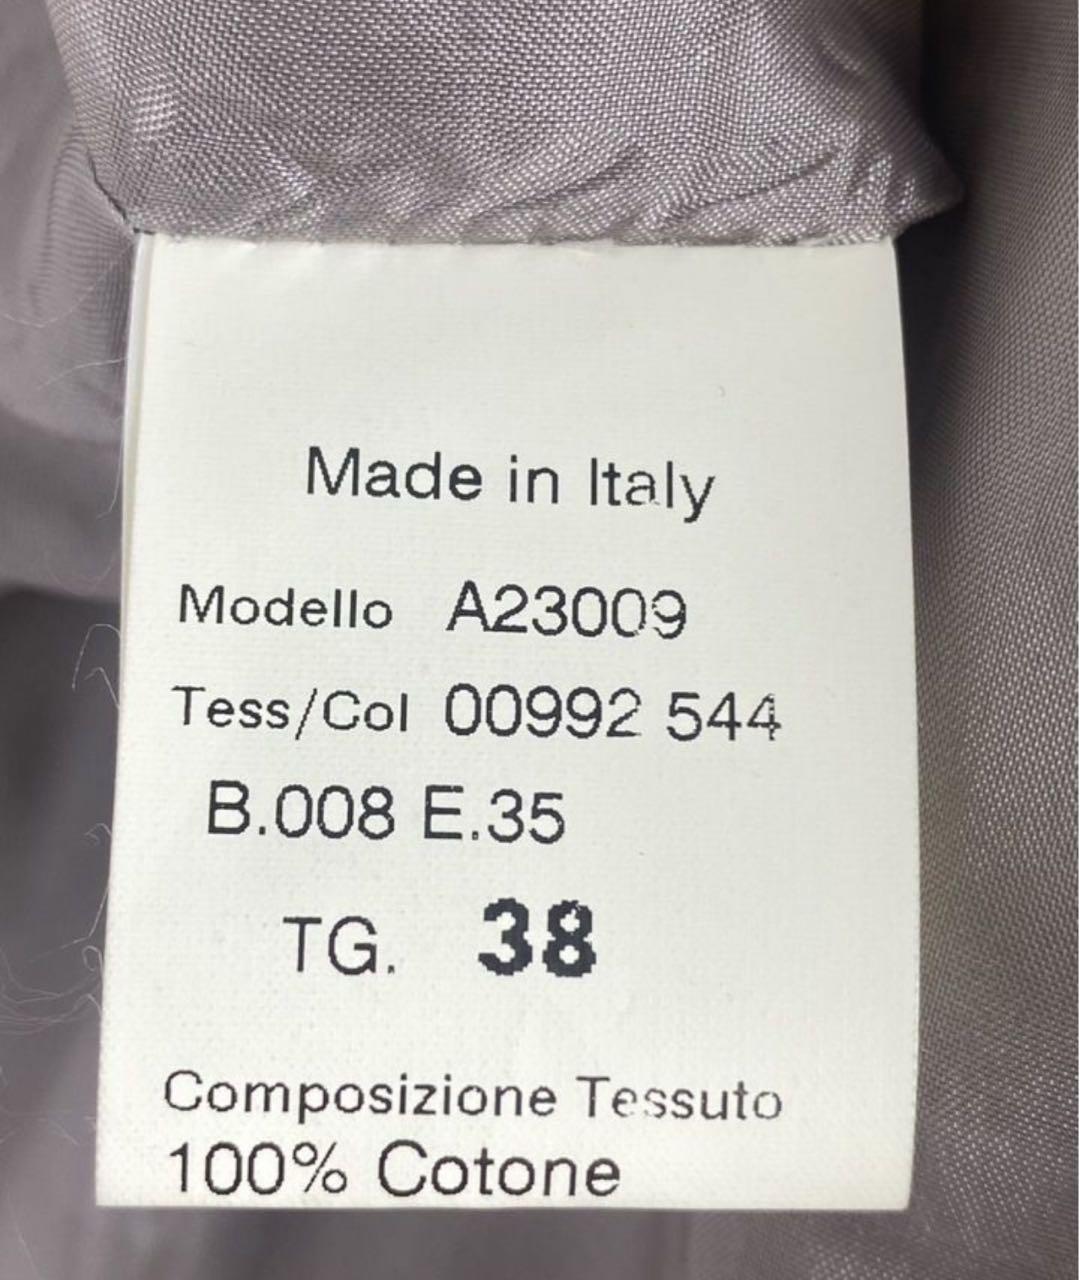 Made in Italy
Modello A23009
Tess/Col 00992 544
B.008 E.35
TG. 38
Composizione Tessuto
100% Cotone